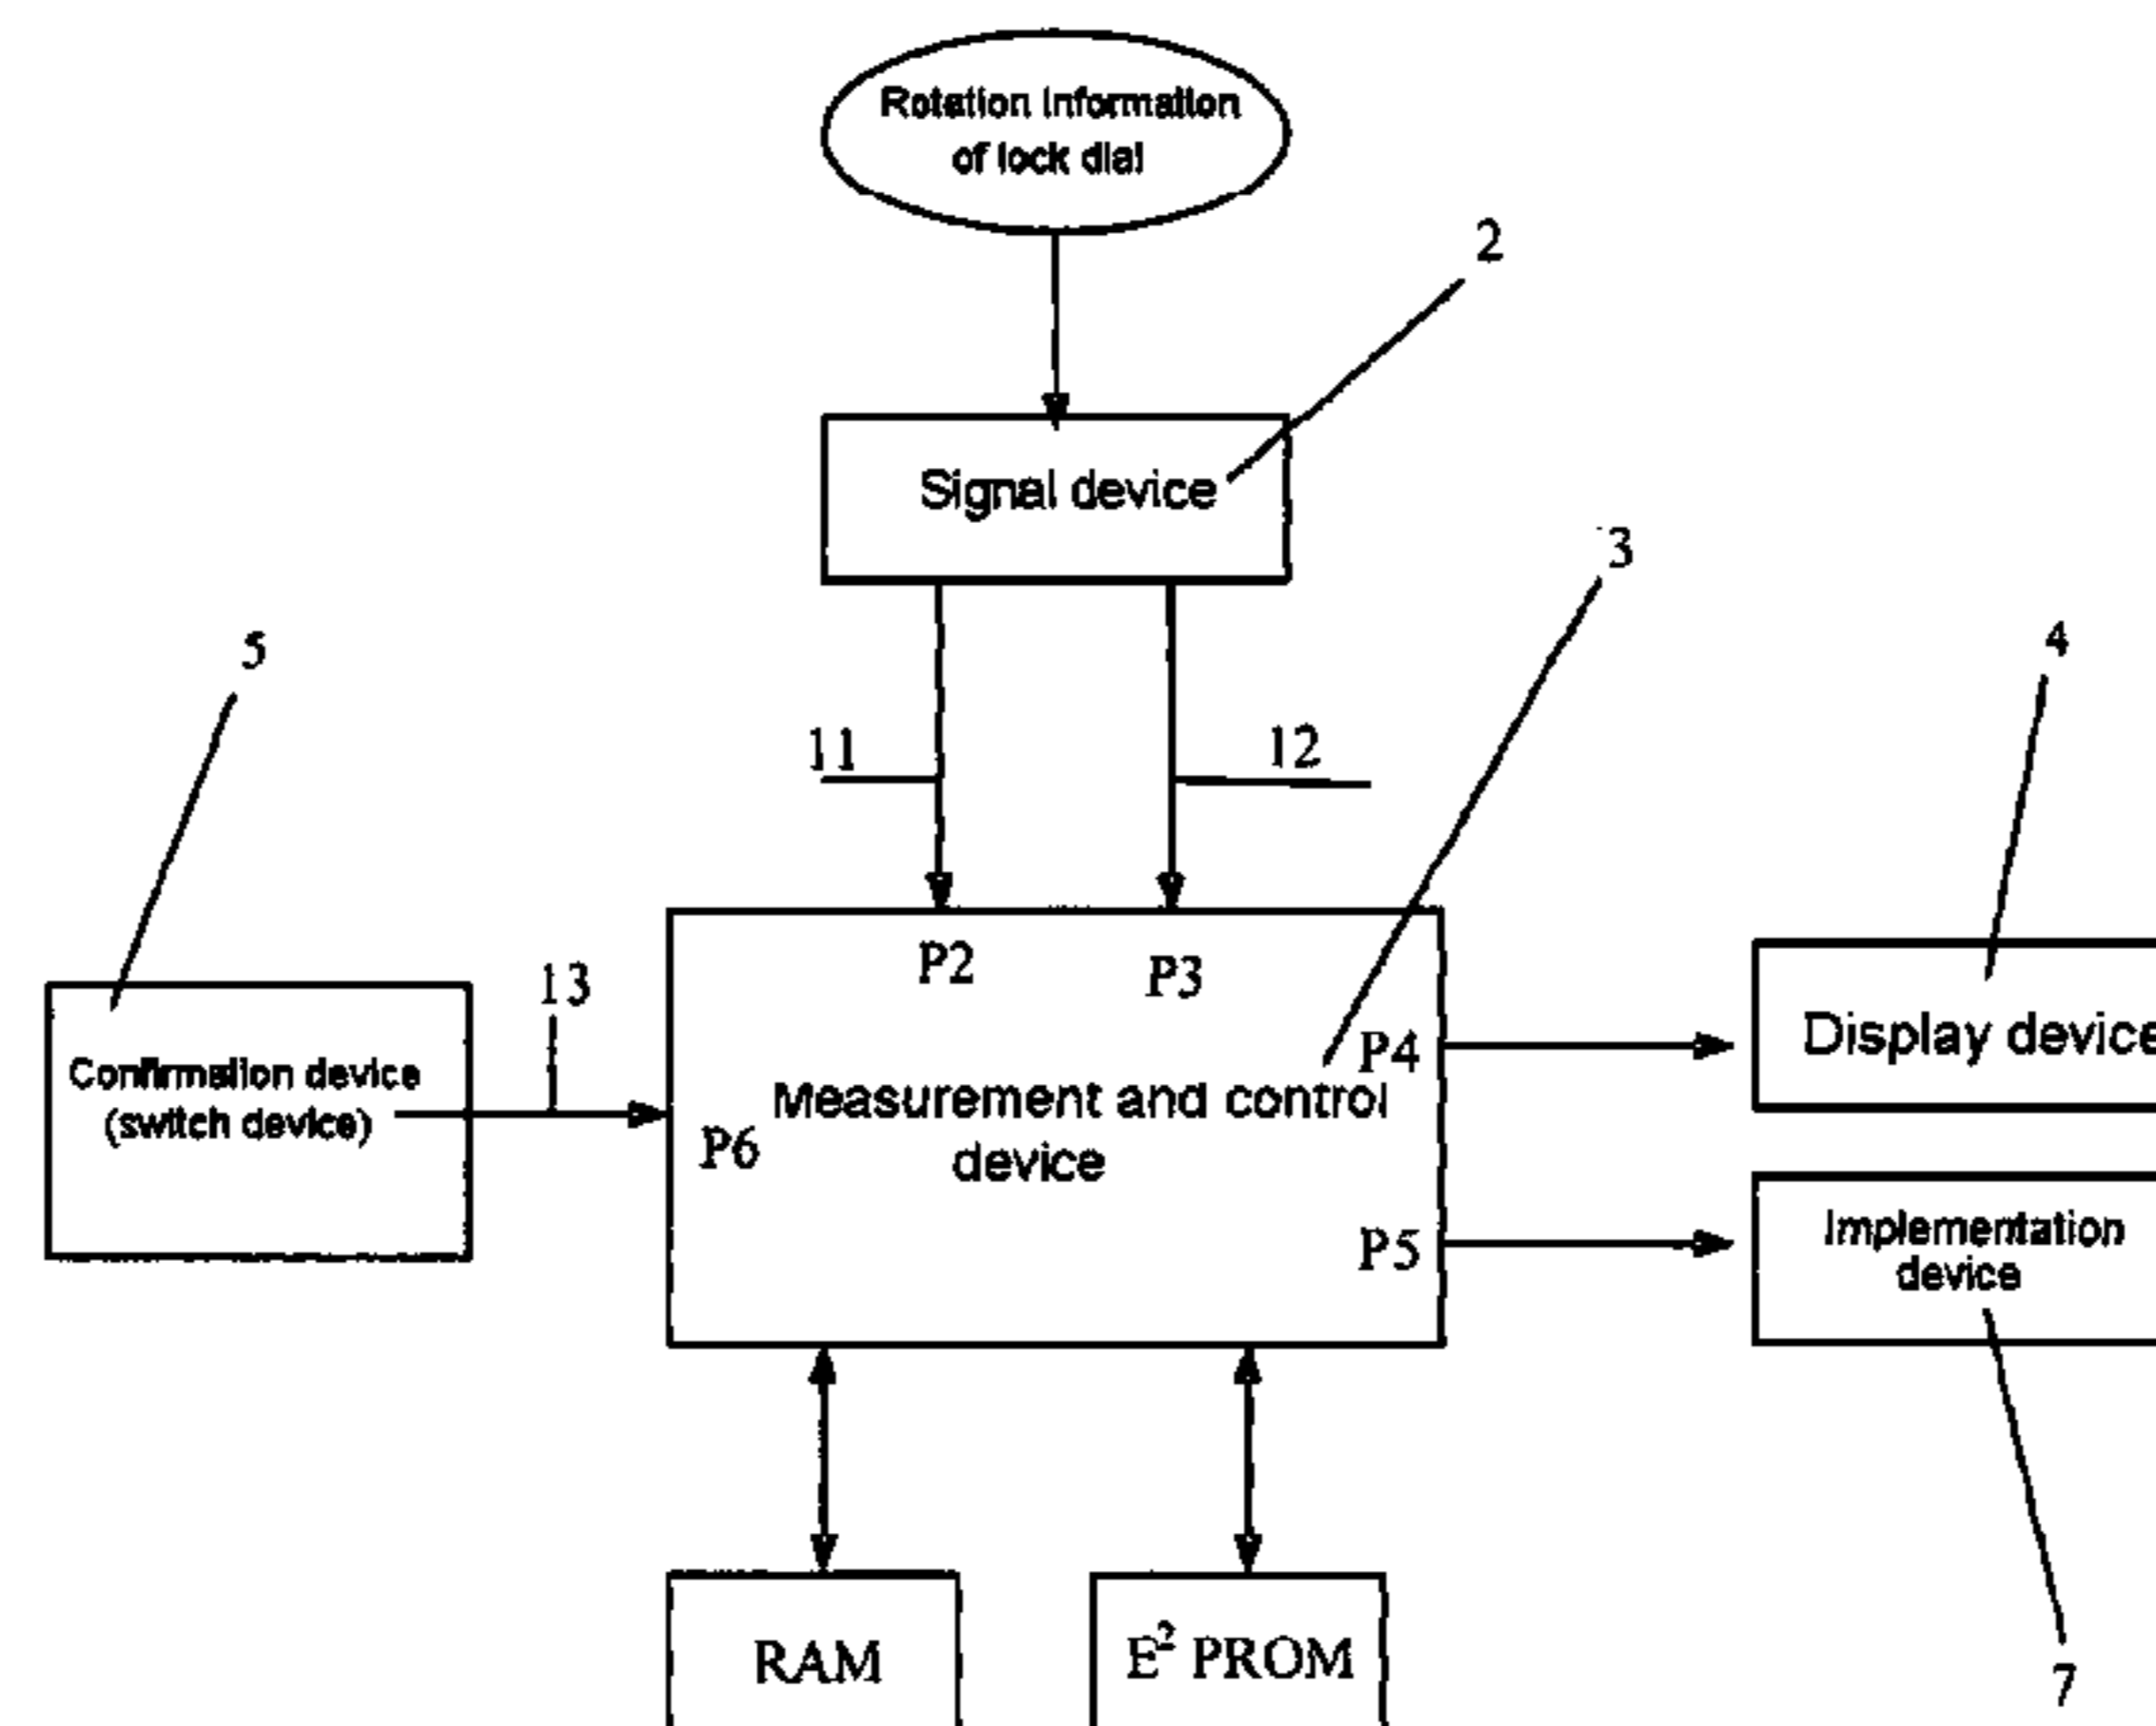 Rotation Information
of lock dial
2
Signal device
3
5
4
11
12
13
P2
P3
P4
Display device
Confirmation device
(switch device)
Measurement and control
device
P6
P5
Implementation
device
RAM
E² PROM
7